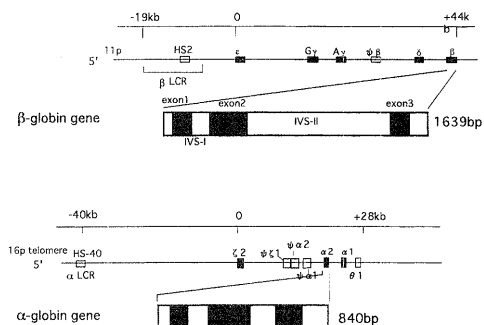 -19kb 0 +44k
b
5' 11p HS2 ε Gγ Aγ ψβ δ β
β LCR
exon1 exon2 exon3
β-globin gene IVS-II 1639bp
IVS-I
-40kb 0 +28kb
16p telomere HS-40 ζ2 ψζ1 ψα2 α2 α1
5' α LCR ψα1 θ1
α-globin gene 840bp